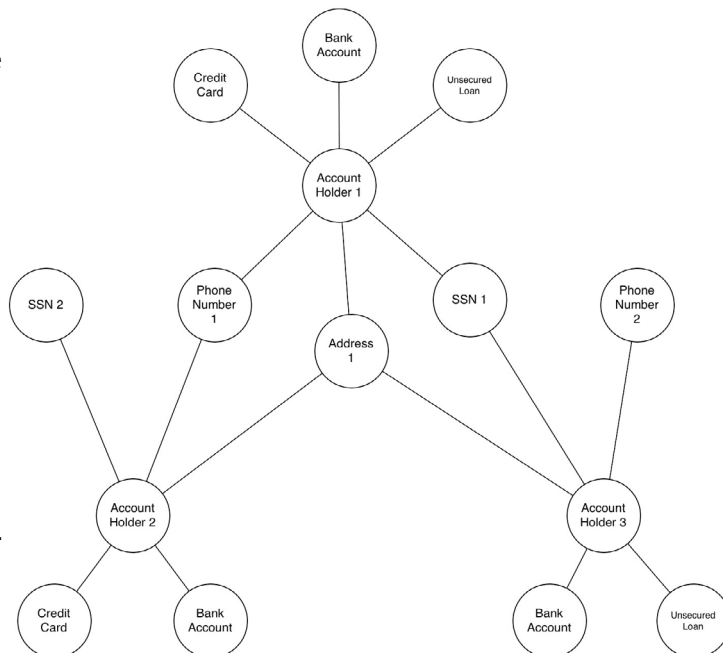 Bank
Account
Credit
Card
Unsecured
Loan
Account
Holder 1
SSN 2
Phone
Number
1
SSN 1
Phone
Number
2
Address
1
Account
Holder 2
Account
Holder 3
Credit
Card
Bank
Account
Bank
Account
Unsecured
Loan